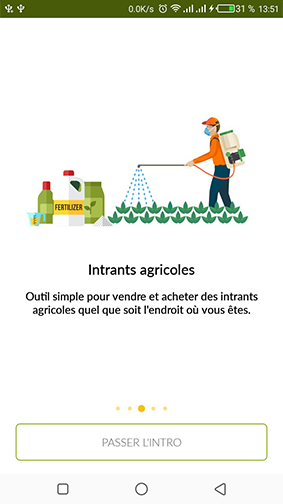 0.0K/s 31 % 13:51
FERTILIZER
Intrants agricoles
Outil simple pour vendre et acheter des intrants
agricoles quel que soit l'endroit où vous êtes.
PASSER L'INTRO